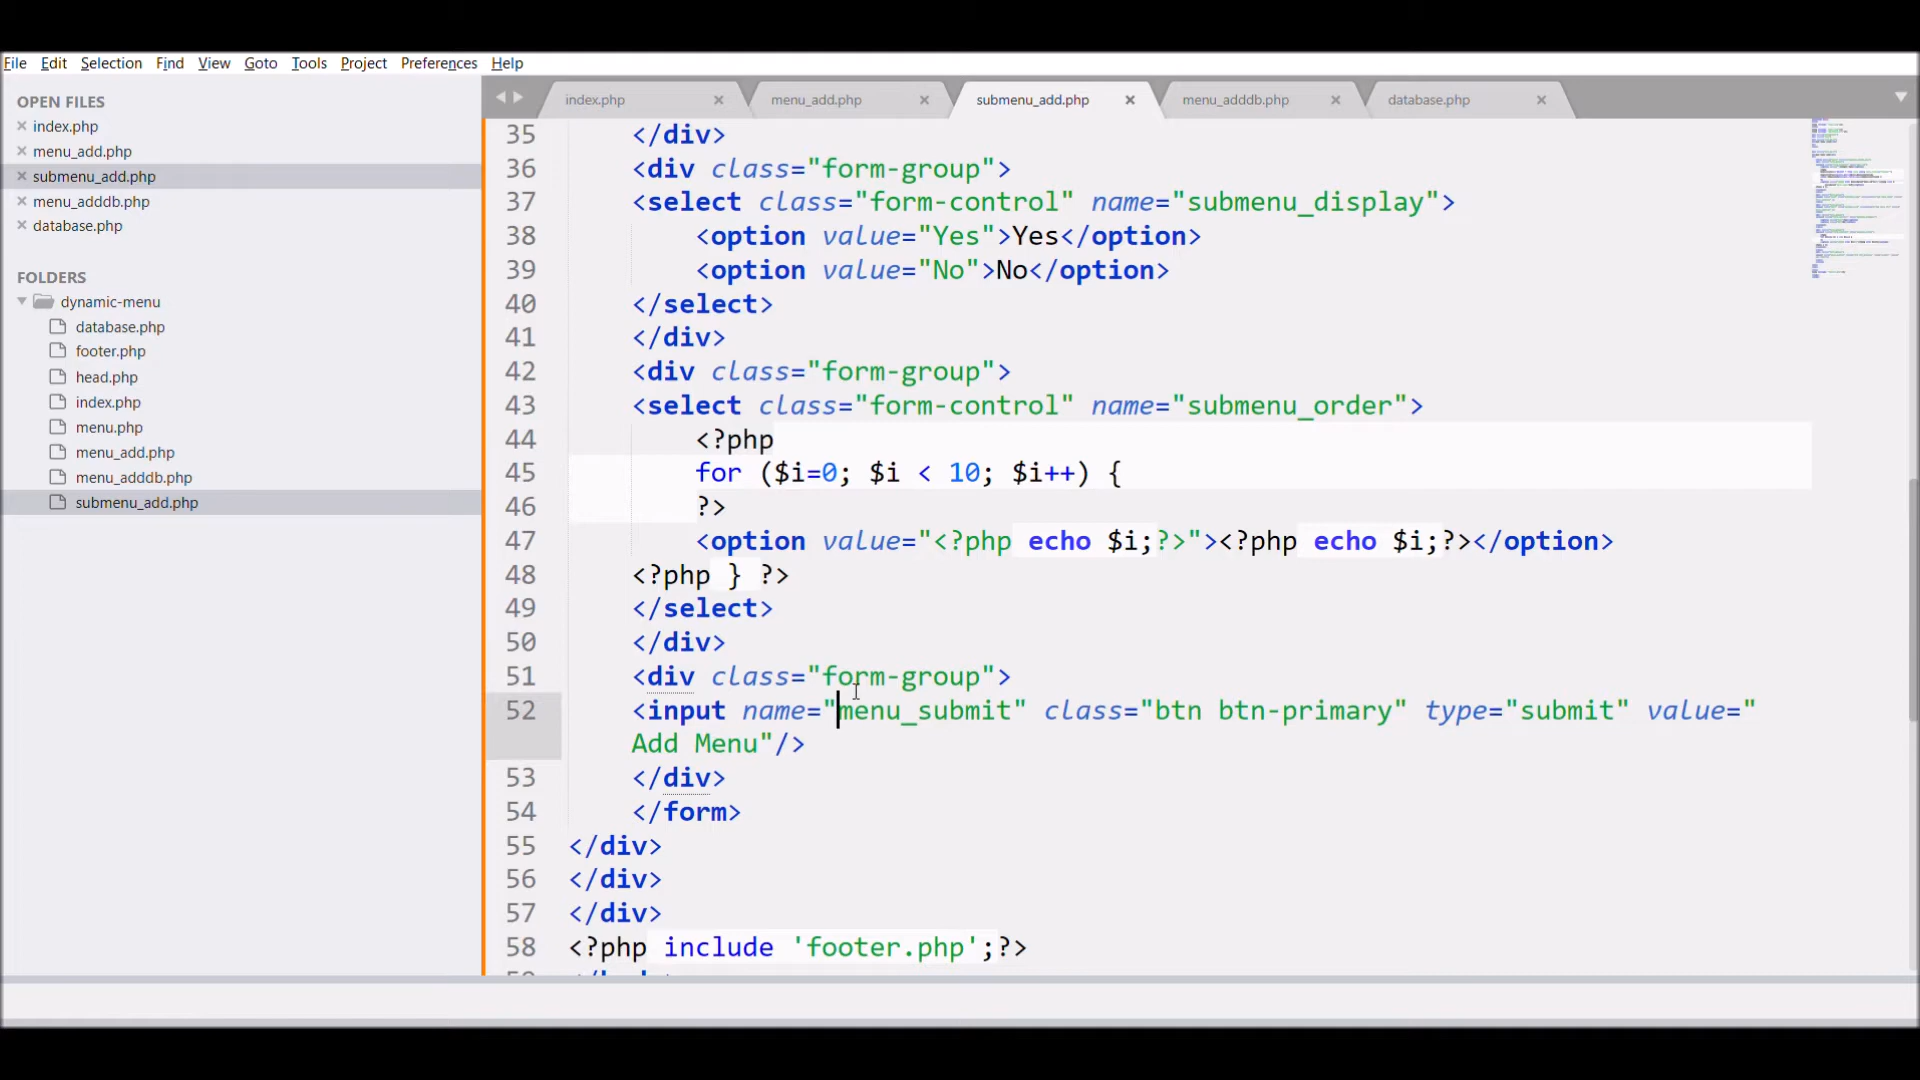 File Edit Selection Find View Goto Tools Project Preferences Help
OPEN FILES
index.php
menu_add.php
submenu_add.php
menu_adddb.php
database.php
FOLDERS
dynamic-menu
database.php
footer.php
head.php
index.php
menu.php
menu_add.php
menu_adddb.php
submenu_add.php
index.php menu_add.php submenu_add.php menu_adddb.php database.php
35 </div>
36 <div class="form-group">
37 <select class="form-control" name="submenu_display">
38 <option value="Yes">Yes</option>
39 <option value="No">No</option>
40 </select>
41 </div>
42 <div class="form-group">
43 <select class="form-control" name="submenu_order">
44 <?php
45 for ($i=0; $i < 10; $i++) {
46 ?>
47 <option value="<?php echo $i;?>"><?php echo $i;?></option>
48 <?php } ?>
49 </select>
50 </div>
51 <div class="form-group">
52 <input name="menu_submit" class="btn btn-primary" type="submit" value="
Add Menu"/>
53 </div>
54 </form>
55 </div>
56 </div>
57 </div>
58 <?php include 'footer.php';?>